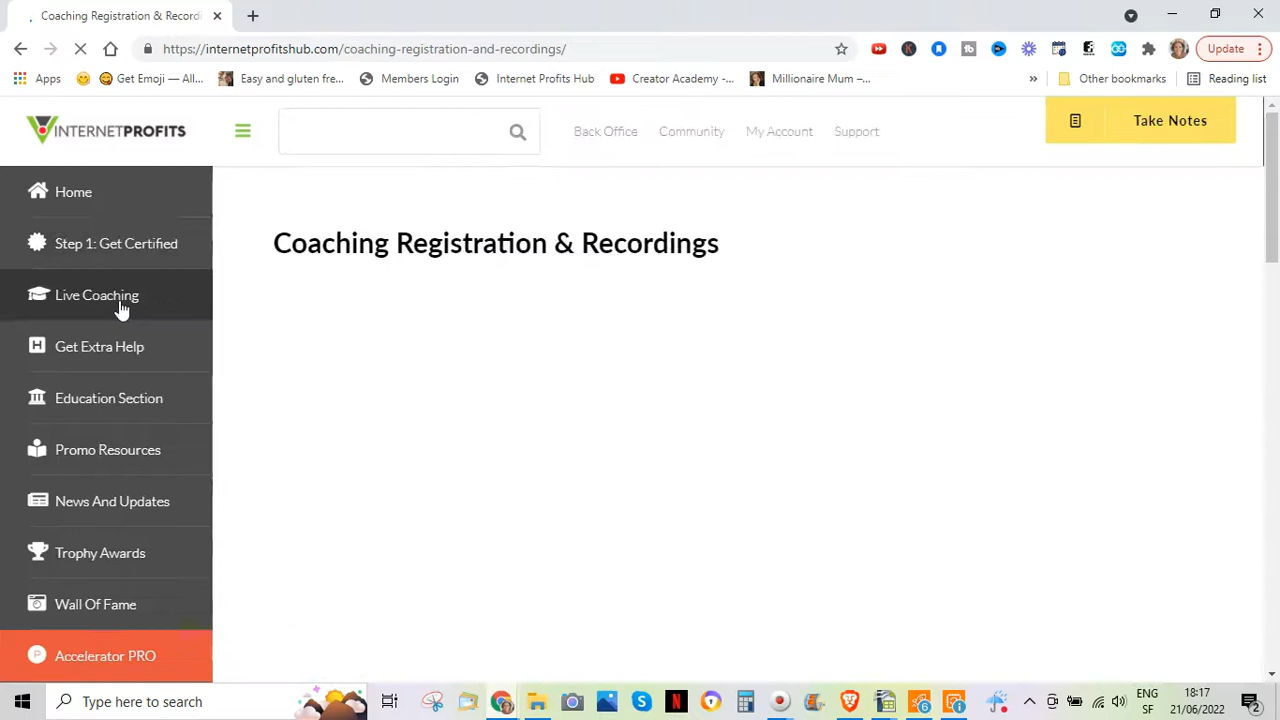 Coaching Registration & Recordi
https://internetprofitshub.com/coaching-registration-and-recordings/
Update
Apps
Get Emoji — All...
Easy and gluten fre...
Members Login
Internet Profits Hub
Creator Academy -...
Millionaire Mum –...
»
Other bookmarks
Reading list
INTERNETPROFITS
Back Office
Community
My Account
Support
Take Notes
Home
Step 1: Get Certified
Live Coaching
Get Extra Help
Education Section
Promo Resources
News And Updates
Trophy Awards
Wall Of Fame
Accelerator PRO
Coaching Registration & Recordings
Type here to search
ENG
SF
18:17
21/06/2022